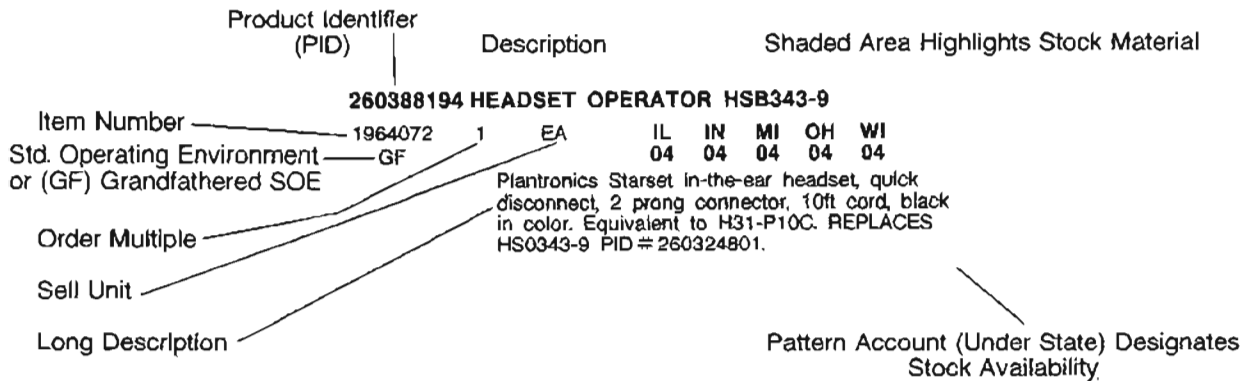 Product Identifier
(PID)
Description
Shaded Area Highlights Stock Material
260388194 HEADSET OPERATOR HSB343-9
Item Number
1964072 1 EA IL IN MI OH WI
Std. Operating Environment
GF 04 04 04 04 04
or (GF) Grandfathered SOE
Plantronics Starset in-the-ear headset, quick
disconnect, 2 prong connector, 10ft cord, black
in color. Equivalent to H31-P10C. REPLACES
HS0343-9 PID # 260324801.
Order Multiple
Sell Unit
Long Description
Pattern Account (Under State) Designates
Stock Availability